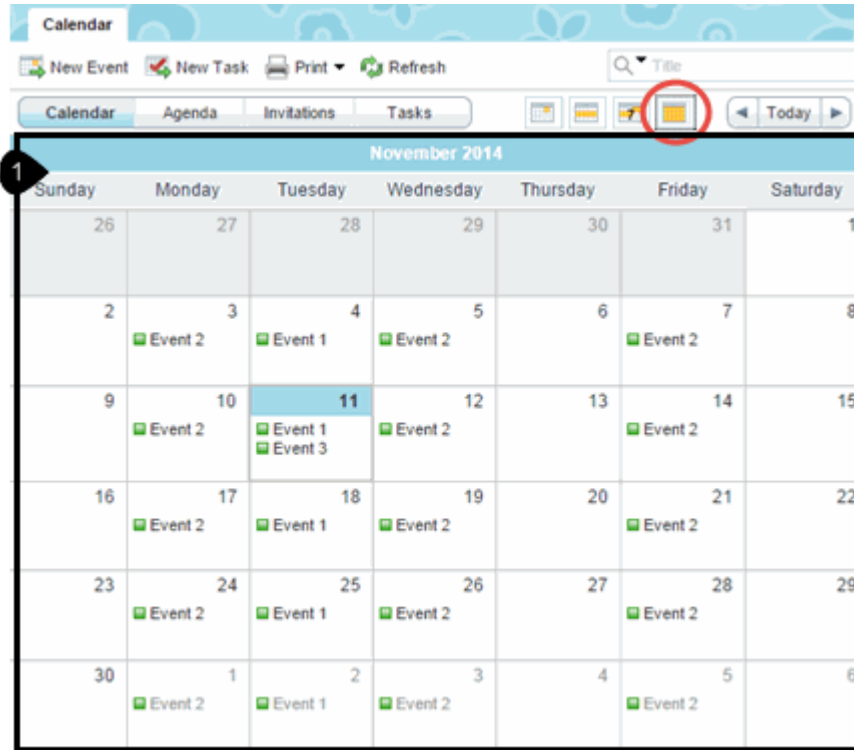 Calendar
New Event New Task Print Refresh Title
Calendar Agenda Invitations Tasks 7 Today
November 2014
1
Sunday Monday Tuesday Wednesday Thursday Friday Saturday
26 27 28 29 30 31 1
2 3 4 5 6 7 8
Event 2 Event 1 Event 2 Event 2
9 10 11 12 13 14 15
Event 2 Event 1 Event 2 Event 2
Event 3
16 17 18 19 20 21 22
Event 2 Event 1 Event 2 Event 2
23 24 25 26 27 28 29
Event 2 Event 1 Event 2 Event 2
30 1 2 3 4 5 6
Event 2 Event 1 Event 2 Event 2